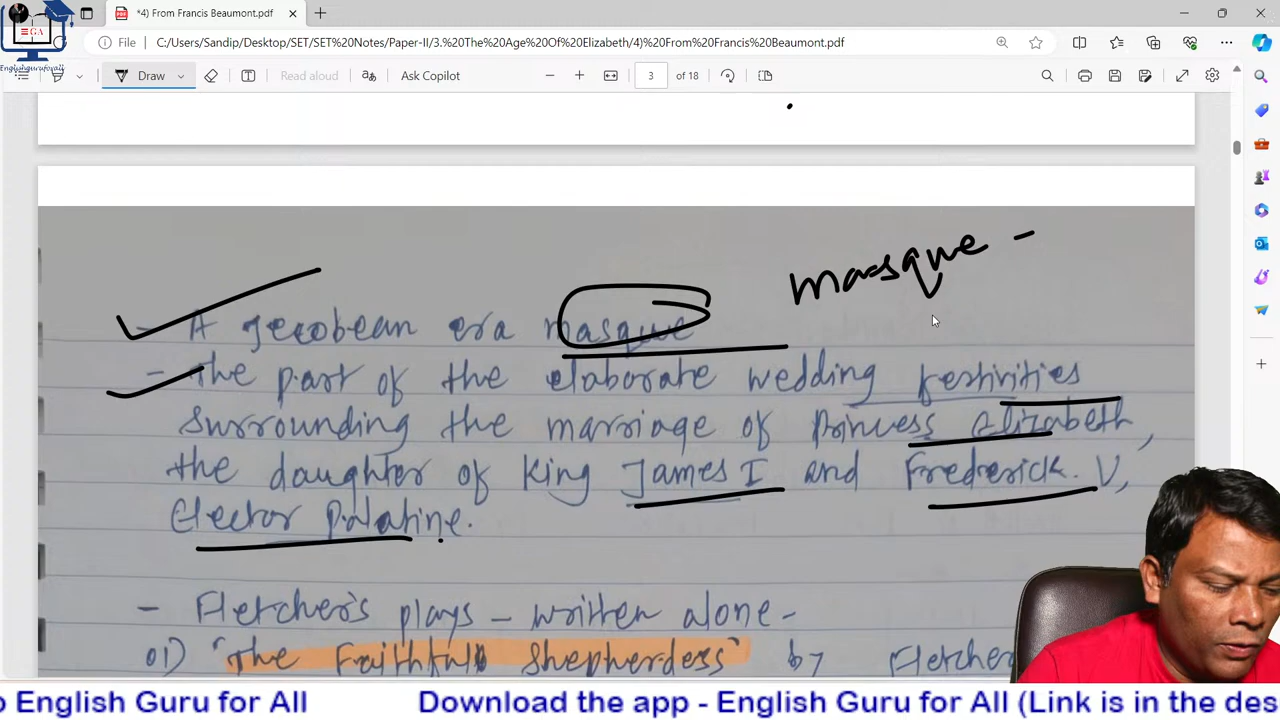 *4) From Francis Beaumont.pdf
File C:/Users/Sandip/Desktop/SET/SET%20Notes/Paper-II/3.%20The%20Age%20Of%20Elizabeth/4)%20From%20Francis%20Beaumont.pdf
EGA
Englishguruforall
Draw Read aloud Ask Copilot 3 of 18
masque -
- A jecobean era masque
- The part of the elaborate wedding festivities
surrounding the marriage of Princess Elizabeth,
the daughter of King James I and Frederick. V,
Elector Palatine.
- Fletcher's plays - written alone -
01) "The Faithful Shepherdess" by Fletcher
o English Guru for All Download the app - English Guru for All (Link is in the des